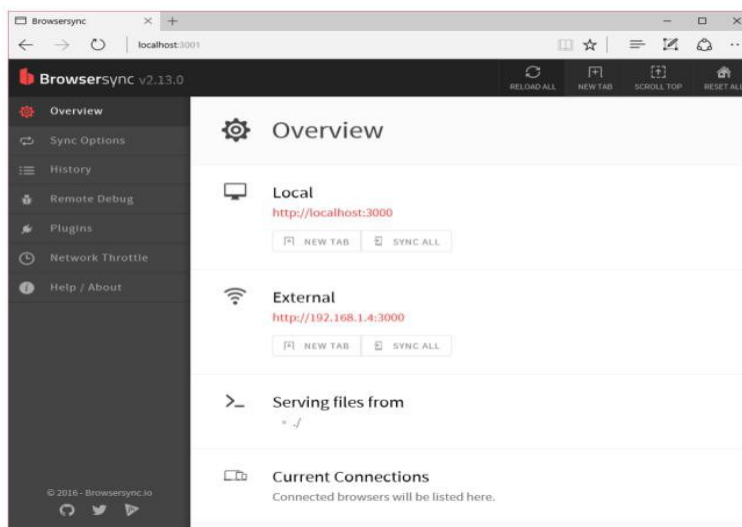 Browsersync
localhost:3001
Browsersync v2.13.0
RELOAD ALL
NEW TAB
SCROLL TOP
RESET ALL
Overview
Sync Options
History
Remote Debug
Plugins
Network Throttle
Help / About
© 2016 - Browsersync.io
Overview
Local
http://localhost:3000
NEW TAB
SYNC ALL
External
http://192.168.1.4:3000
NEW TAB
SYNC ALL
Serving files from
./
Current Connections
Connected browsers will be listed here.